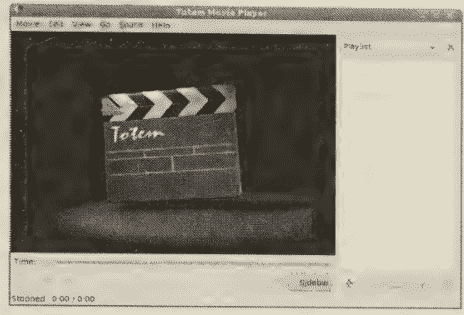 Totem Movie Player
Movie Edit View Go Sound Help
Playlist
Totem
Time:
Sidebar
Stopped 0:00 / 0:00